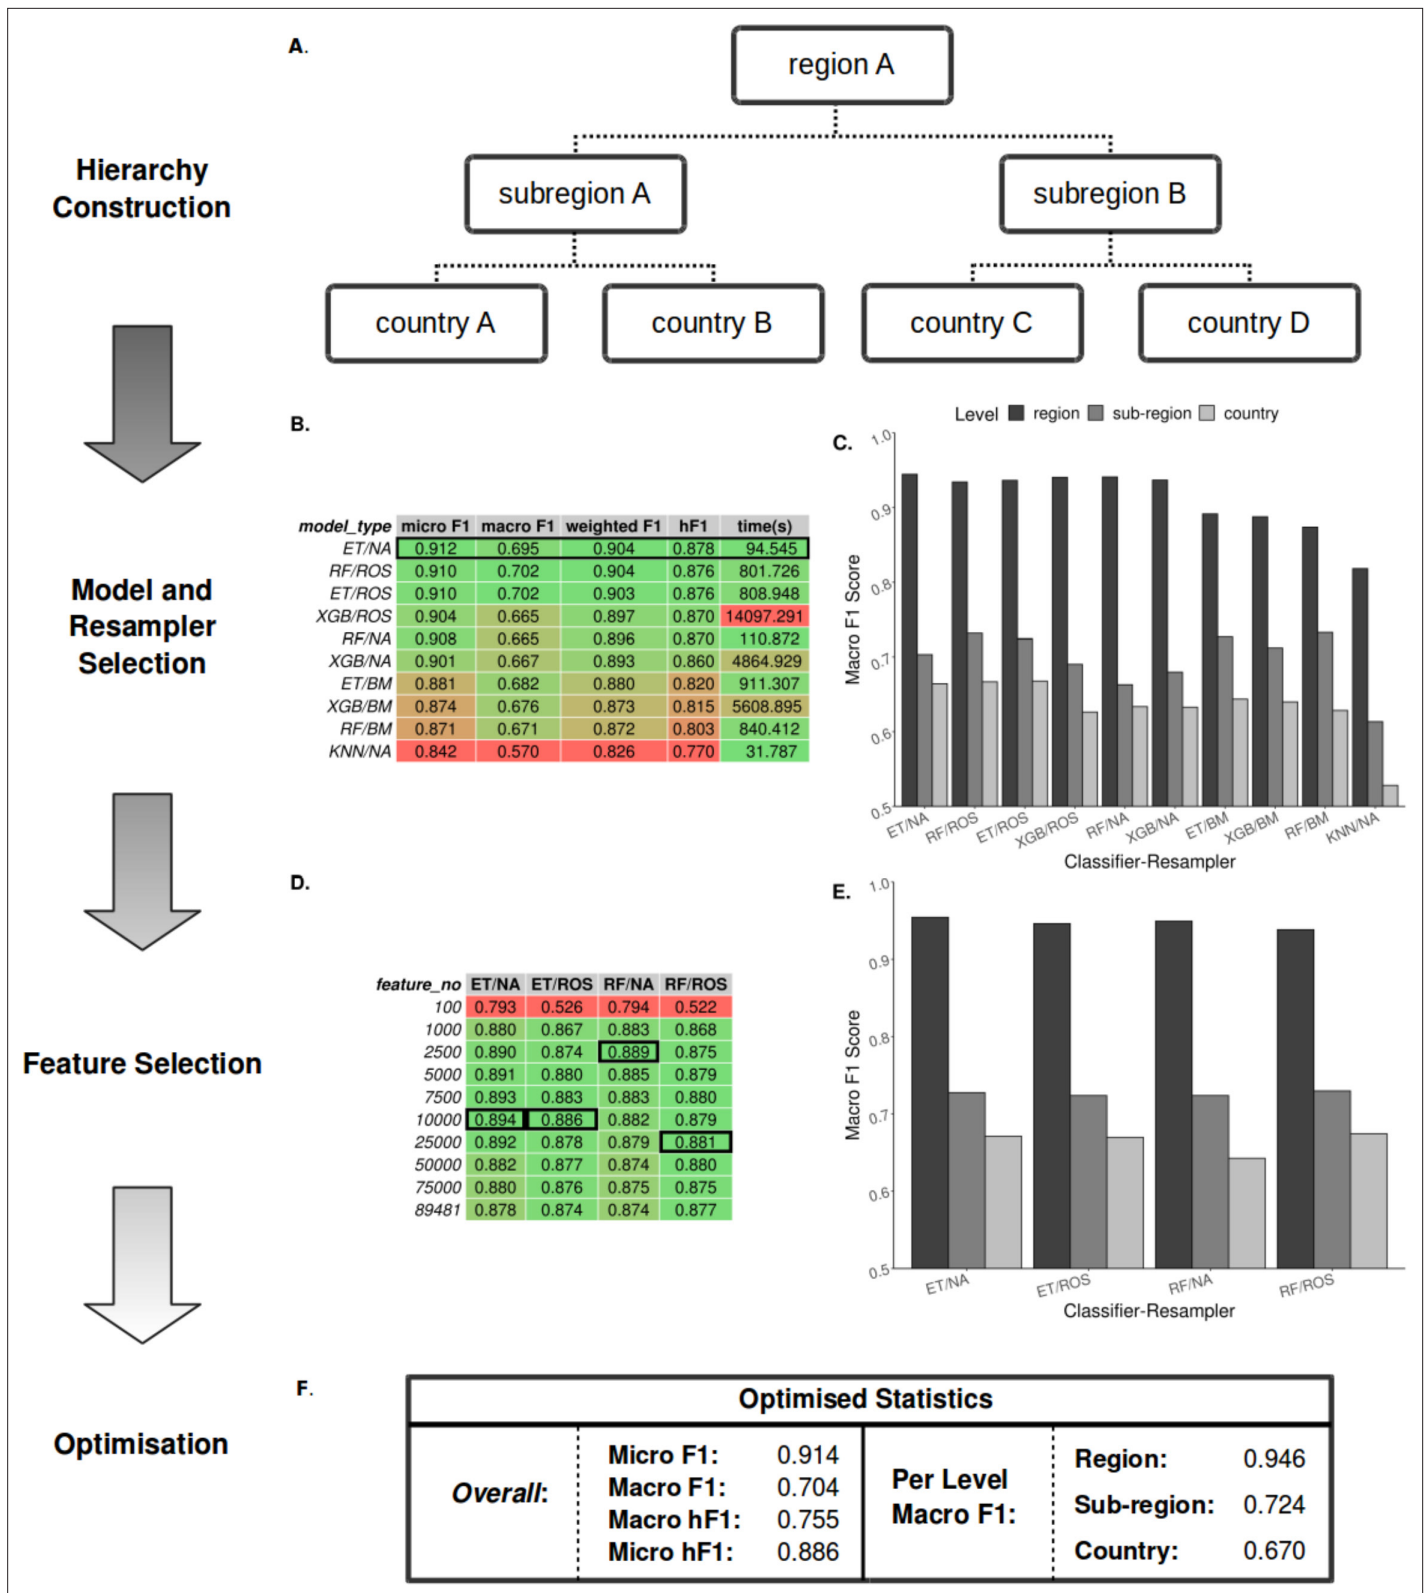 A.
region A
subregion A
subregion B
country A
country B
country C
country D
Hierarchy
Construction
B.
model_type micro F1 macro F1 weighted F1 hF1 time(s)
ET/NA 0.912 0.695 0.904 0.878 94.545
RF/ROS 0.910 0.702 0.904 0.876 801.726
ET/ROS 0.910 0.702 0.903 0.876 808.948
XGB/ROS 0.904 0.665 0.897 0.870 14097.291
RF/NA 0.908 0.665 0.896 0.870 110.872
XGB/NA 0.901 0.667 0.893 0.860 4864.929
ET/BM 0.881 0.682 0.880 0.820 911.307
XGB/BM 0.874 0.676 0.873 0.815 5608.895
RF/BM 0.871 0.671 0.872 0.803 840.412
KNN/NA 0.842 0.570 0.826 0.770 31.787
Model and
Resampler
Selection
C.
Level region sub-region country
Macro F1 Score
1.0
0.9
0.8
0.7
0.6
0.5
ET/NA RF/ROS ET/ROS XGB/ROS RF/NA XGB/NA ET/BM XGB/BM RF/BM KNN/NA
Classifier-Resampler
D.
feature_no ET/NA ET/ROS RF/NA RF/ROS
100 0.793 0.526 0.794 0.522
1000 0.880 0.867 0.883 0.868
2500 0.890 0.874 0.889 0.875
5000 0.891 0.880 0.885 0.879
7500 0.893 0.883 0.883 0.880
10000 0.894 0.886 0.882 0.879
25000 0.892 0.878 0.879 0.881
50000 0.882 0.877 0.874 0.880
75000 0.880 0.876 0.875 0.875
89481 0.878 0.874 0.874 0.877
Feature Selection
E.
Macro F1 Score
1.0
0.9
0.8
0.7
0.6
0.5
ET/NA ET/ROS RF/NA RF/ROS
Classifier-Resampler
Optimisation
F.
Optimised Statistics
Overall:
Micro F1: 0.914
Macro F1: 0.704
Macro hF1: 0.755
Micro hF1: 0.886
Per Level
Macro F1:
Region: 0.946
Sub-region: 0.724
Country: 0.670